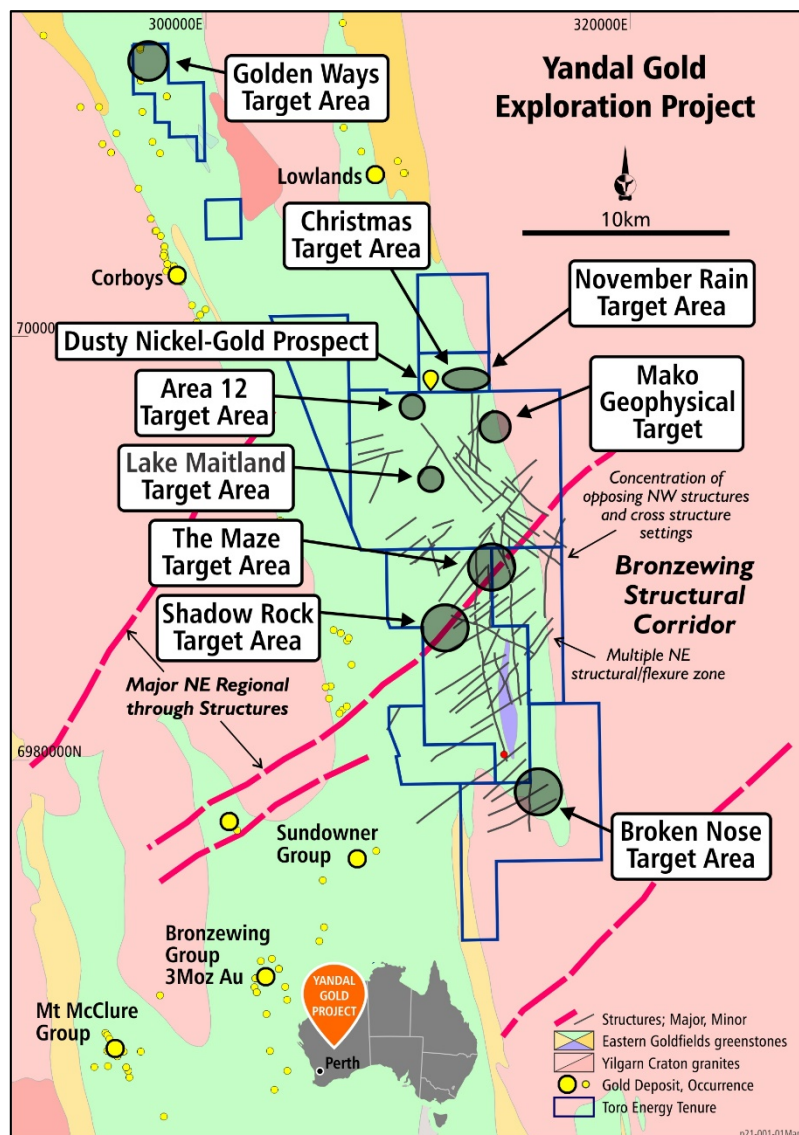 300000E
320000E
Golden Ways
Target Area
Yandal Gold
Exploration Project
Lowlands
10km
Christmas
Target Area
Corboys
November Rain
Target Area
70000
Dusty Nickel-Gold Prospect
Area 12
Target Area
Mako
Geophysical
Target
Lake Maitland
Target Area
Concentration of
opposing NW structures
and cross structure
settings
The Maze
Target Area
Bronzewing
Structural
Corridor
Shadow Rock
Target Area
Multiple NE
structural/flexure zone
Major NE Regional
through Structures
6980000N
Broken Nose
Target Area
Sundowner
Group
Bronzewing
Group
3Moz Au
YANDAL
GOLD
PROJECT
Mt McClure
Group
Perth
Structures; Major, Minor
Eastern Goldfields greenstones
Yilgarn Craton granites
Gold Deposit, Occurrence
Toro Energy Tenure
p21-001-01Mar